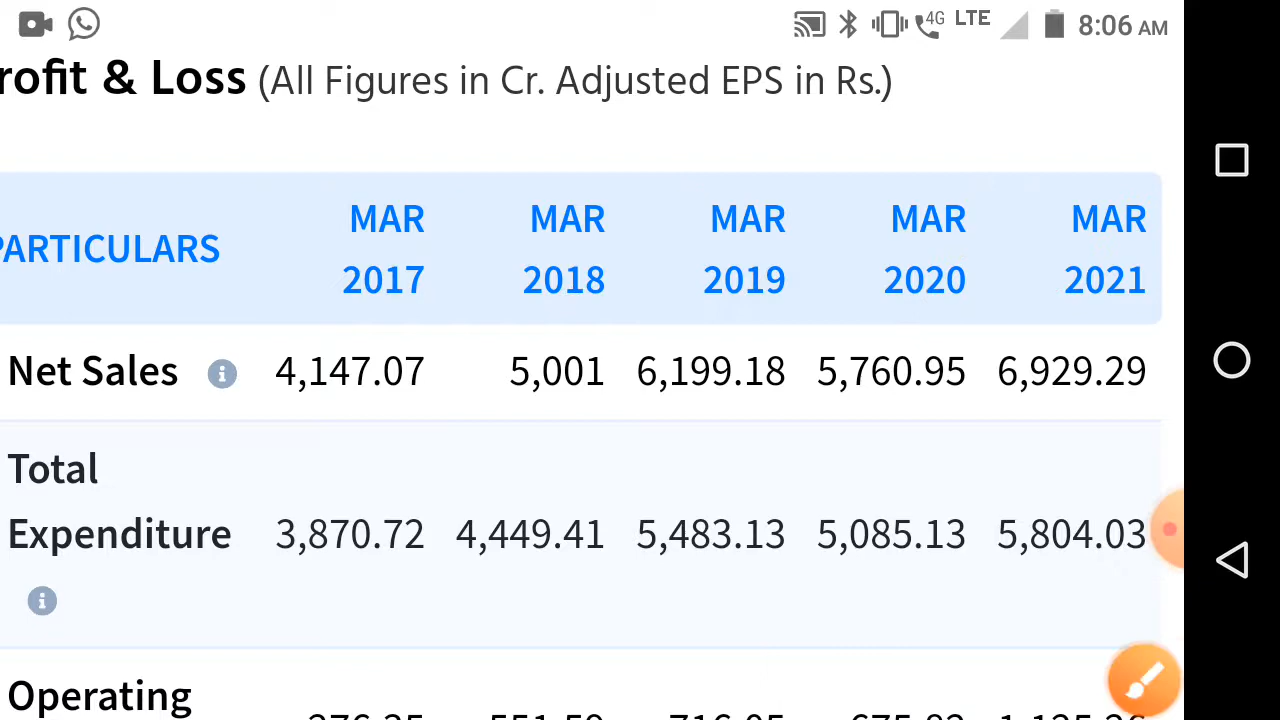 4G LTE 8:06 AM
rofit & Loss (All Figures in Cr. Adjusted EPS in Rs.)
PARTICULARS MAR 2017 MAR 2018 MAR 2019 MAR 2020 MAR 2021
Net Sales 4,147.07 5,001 6,199.18 5,760.95 6,929.29
Total
Expenditure 3,870.72 4,449.41 5,483.13 5,085.13 5,804.03
Operating